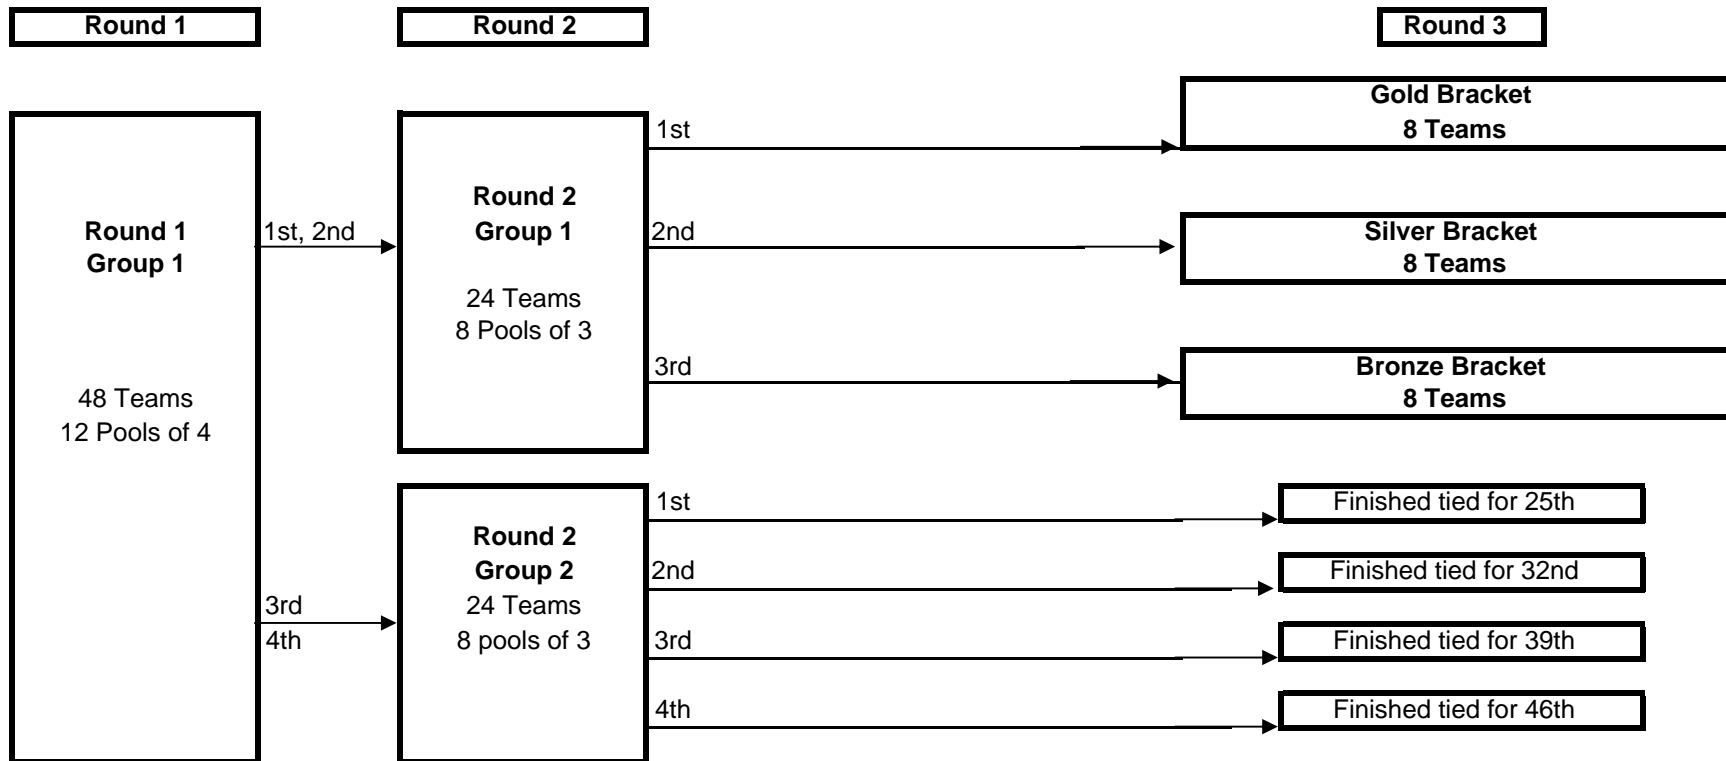 Round 1
Round 2
Round 3
Round 1
Group 1
48 Teams
12 Pools of 4
1st, 2nd
3rd
4th
Round 2
Group 1
24 Teams
8 Pools of 3
1st
2nd
3rd
Gold Bracket
8 Teams
Silver Bracket
8 Teams
Bronze Bracket
8 Teams
Round 2
Group 2
24 Teams
8 pools of 3
1st
2nd
3rd
4th
Finished tied for 25th
Finished tied for 32nd
Finished tied for 39th
Finished tied for 46th